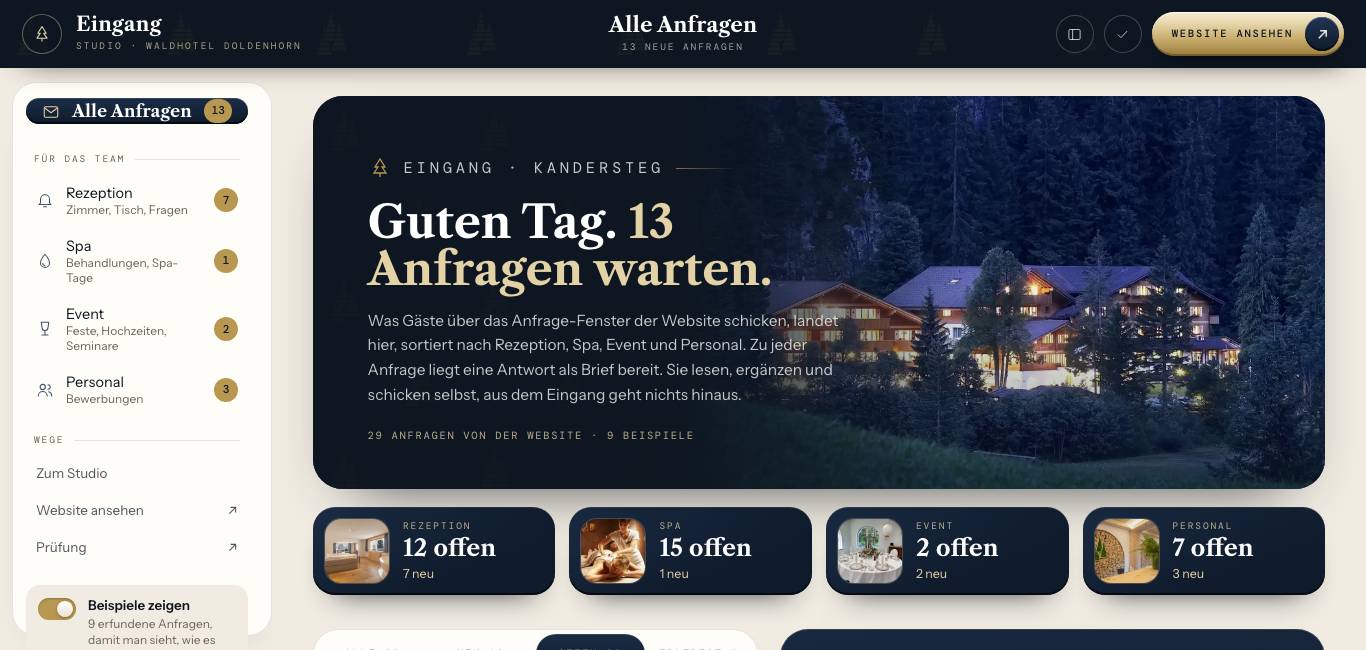 Eingang
STUDIO · WALDHOTEL DOLDENHORN
Alle Anfragen
13 NEUE ANFRAGEN
WEBSITE ANSEHEN
Alle Anfragen 13
FÜR DAS TEAM
Rezeption
Zimmer, Tisch, Fragen
7
Spa
Behandlungen, Spa-
Tage
1
Event
Feste, Hochzeiten,
Seminare
2
Personal
Bewerbungen
3
WEGE
Zum Studio
Website ansehen
Prüfung
Beispiele zeigen
9 erfundene Anfragen,
damit man sieht, wie es
EINGANG · KANDERSTEG
Guten Tag. 13
Anfragen warten.
Was Gäste über das Anfrage-Fenster der Website schicken, landet
hier, sortiert nach Rezeption, Spa, Event und Personal. Zu jeder
Anfrage liegt eine Antwort als Brief bereit. Sie lesen, ergänzen und
schicken selbst, aus dem Eingang geht nichts hinaus.
29 ANFRAGEN VON DER WEBSITE · 9 BEISPIELE
REZEPTION
12 offen
7 neu
SPA
15 offen
1 neu
EVENT
2 offen
2 neu
PERSONAL
7 offen
3 neu